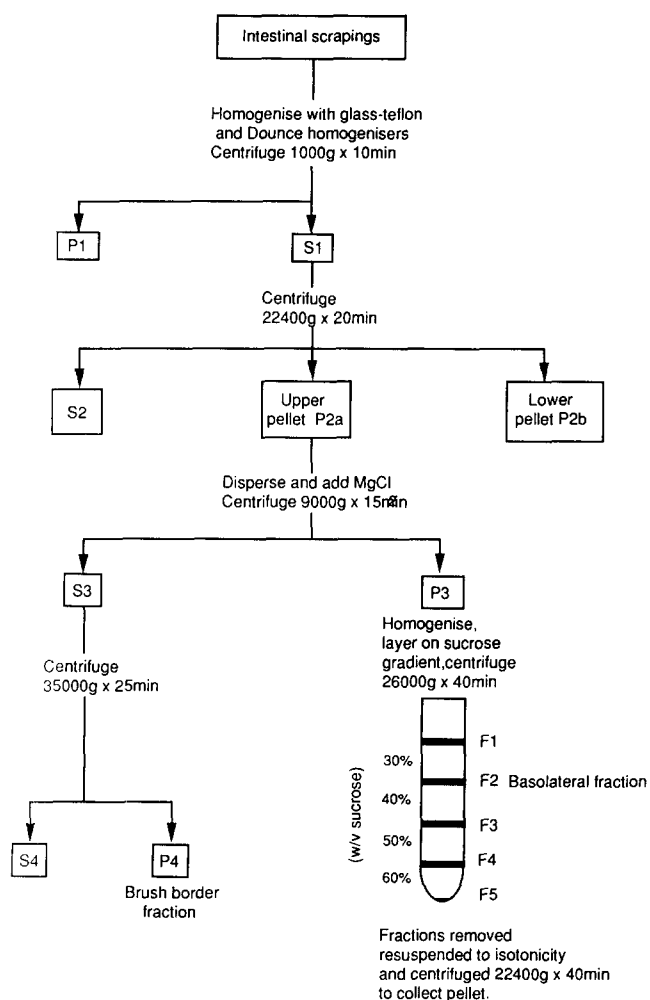 Intestinal scrapings
Homogenise with glass-teflon
and Dounce homogenisers
Centrifuge 1000g x 10min
P1
S1
Centrifuge
22400g x 20min
S2
Upper
pellet P2a
Lower
pellet P2b
Disperse and add MgCl
Centrifuge 9000g x 15min
S3
P3
Centrifuge
35000g x 25min
Homogenise,
layer on sucrose
gradient,centrifuge
26000g x 40min
S4
P4
Brush border
fraction
(w/v sucrose)
30%
40%
50%
60%
F1
F2 Basolateral fraction
F3
F4
F5
Fractions removed
resuspended to isotonicity
and centrifuged 22400g x 40min
to collect pellet.